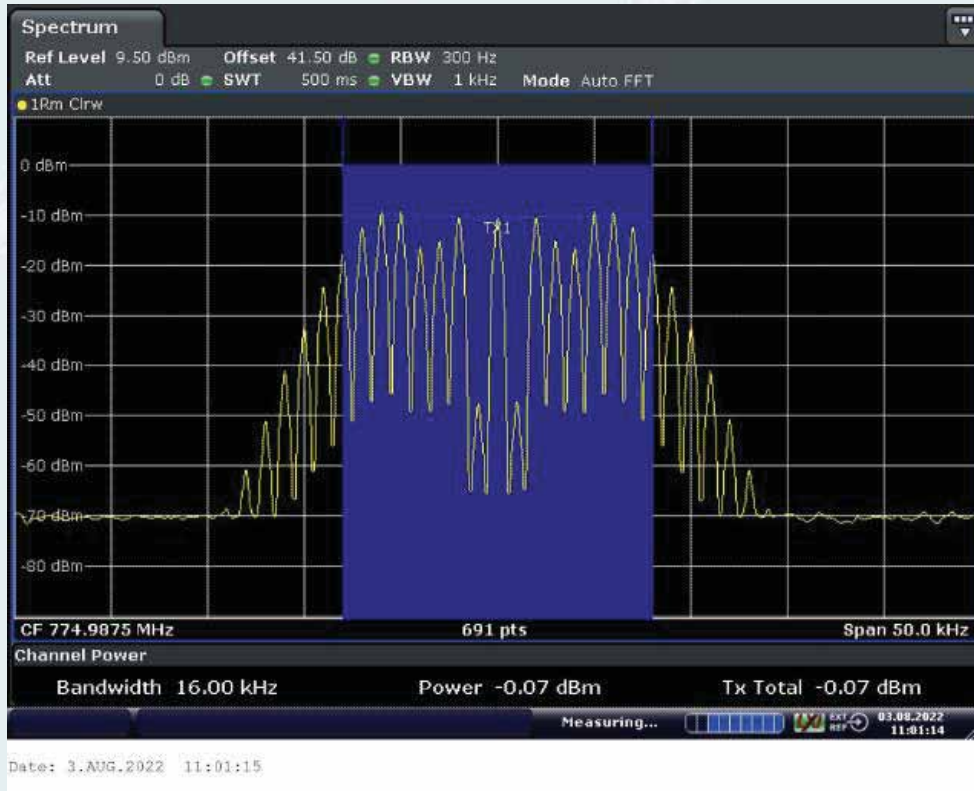 Spectrum
Ref Level 9.50 dBm Offset 41.50 dB RBW 300 Hz
Att 0 dB SWT 500 ms VBW 1 kHz Mode Auto FFT
1Rm Clrw
0 dBm
-10 dBm
TX1
-20 dBm
-30 dBm
-40 dBm
-50 dBm
-60 dBm
-70 dBm
-80 dBm
CF 774.9875 MHz 691 pts Span 50.0 kHz
Channel Power
Bandwidth 16.00 kHz Power -0.07 dBm Tx Total -0.07 dBm
Measuring... EXT REF 03.08.2022
11:01:14
Date: 3.AUG.2022 11:01:15